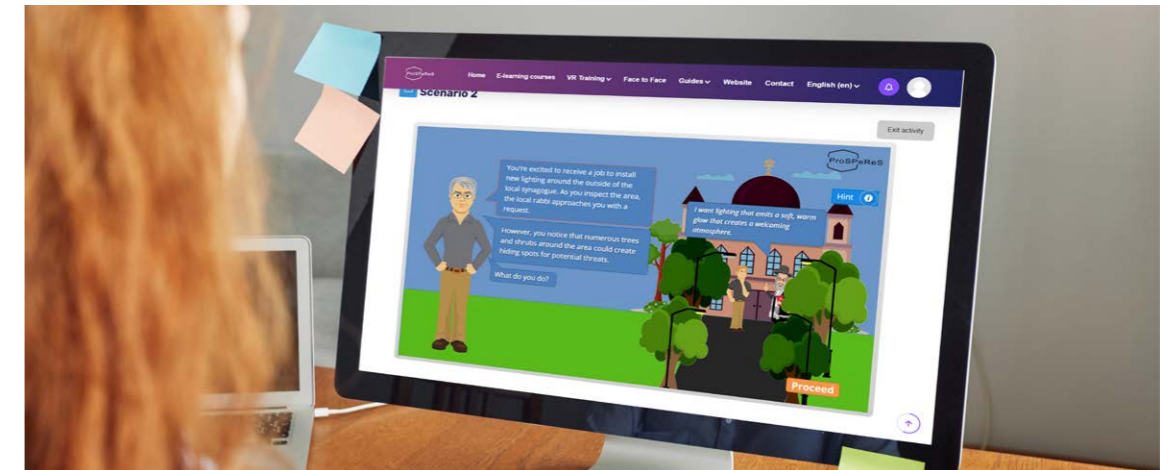 ProSPeReS
Home E-learning courses VR Training Face to Face Guides Website Contact English (en)
Scenario 2
Exit activity
ProSPeReS
Hint i
You're excited to receive a job to install
new lighting around the outside of the
local synagogue. As you inspect the area,
the local rabbi approaches you with a
request.
However, you notice that numerous trees
and shrubs around the area could create
hiding spots for potential threats.
What do you do?
I want lighting that emits a soft, warm
glow that creates a welcoming
atmosphere.
Proceed